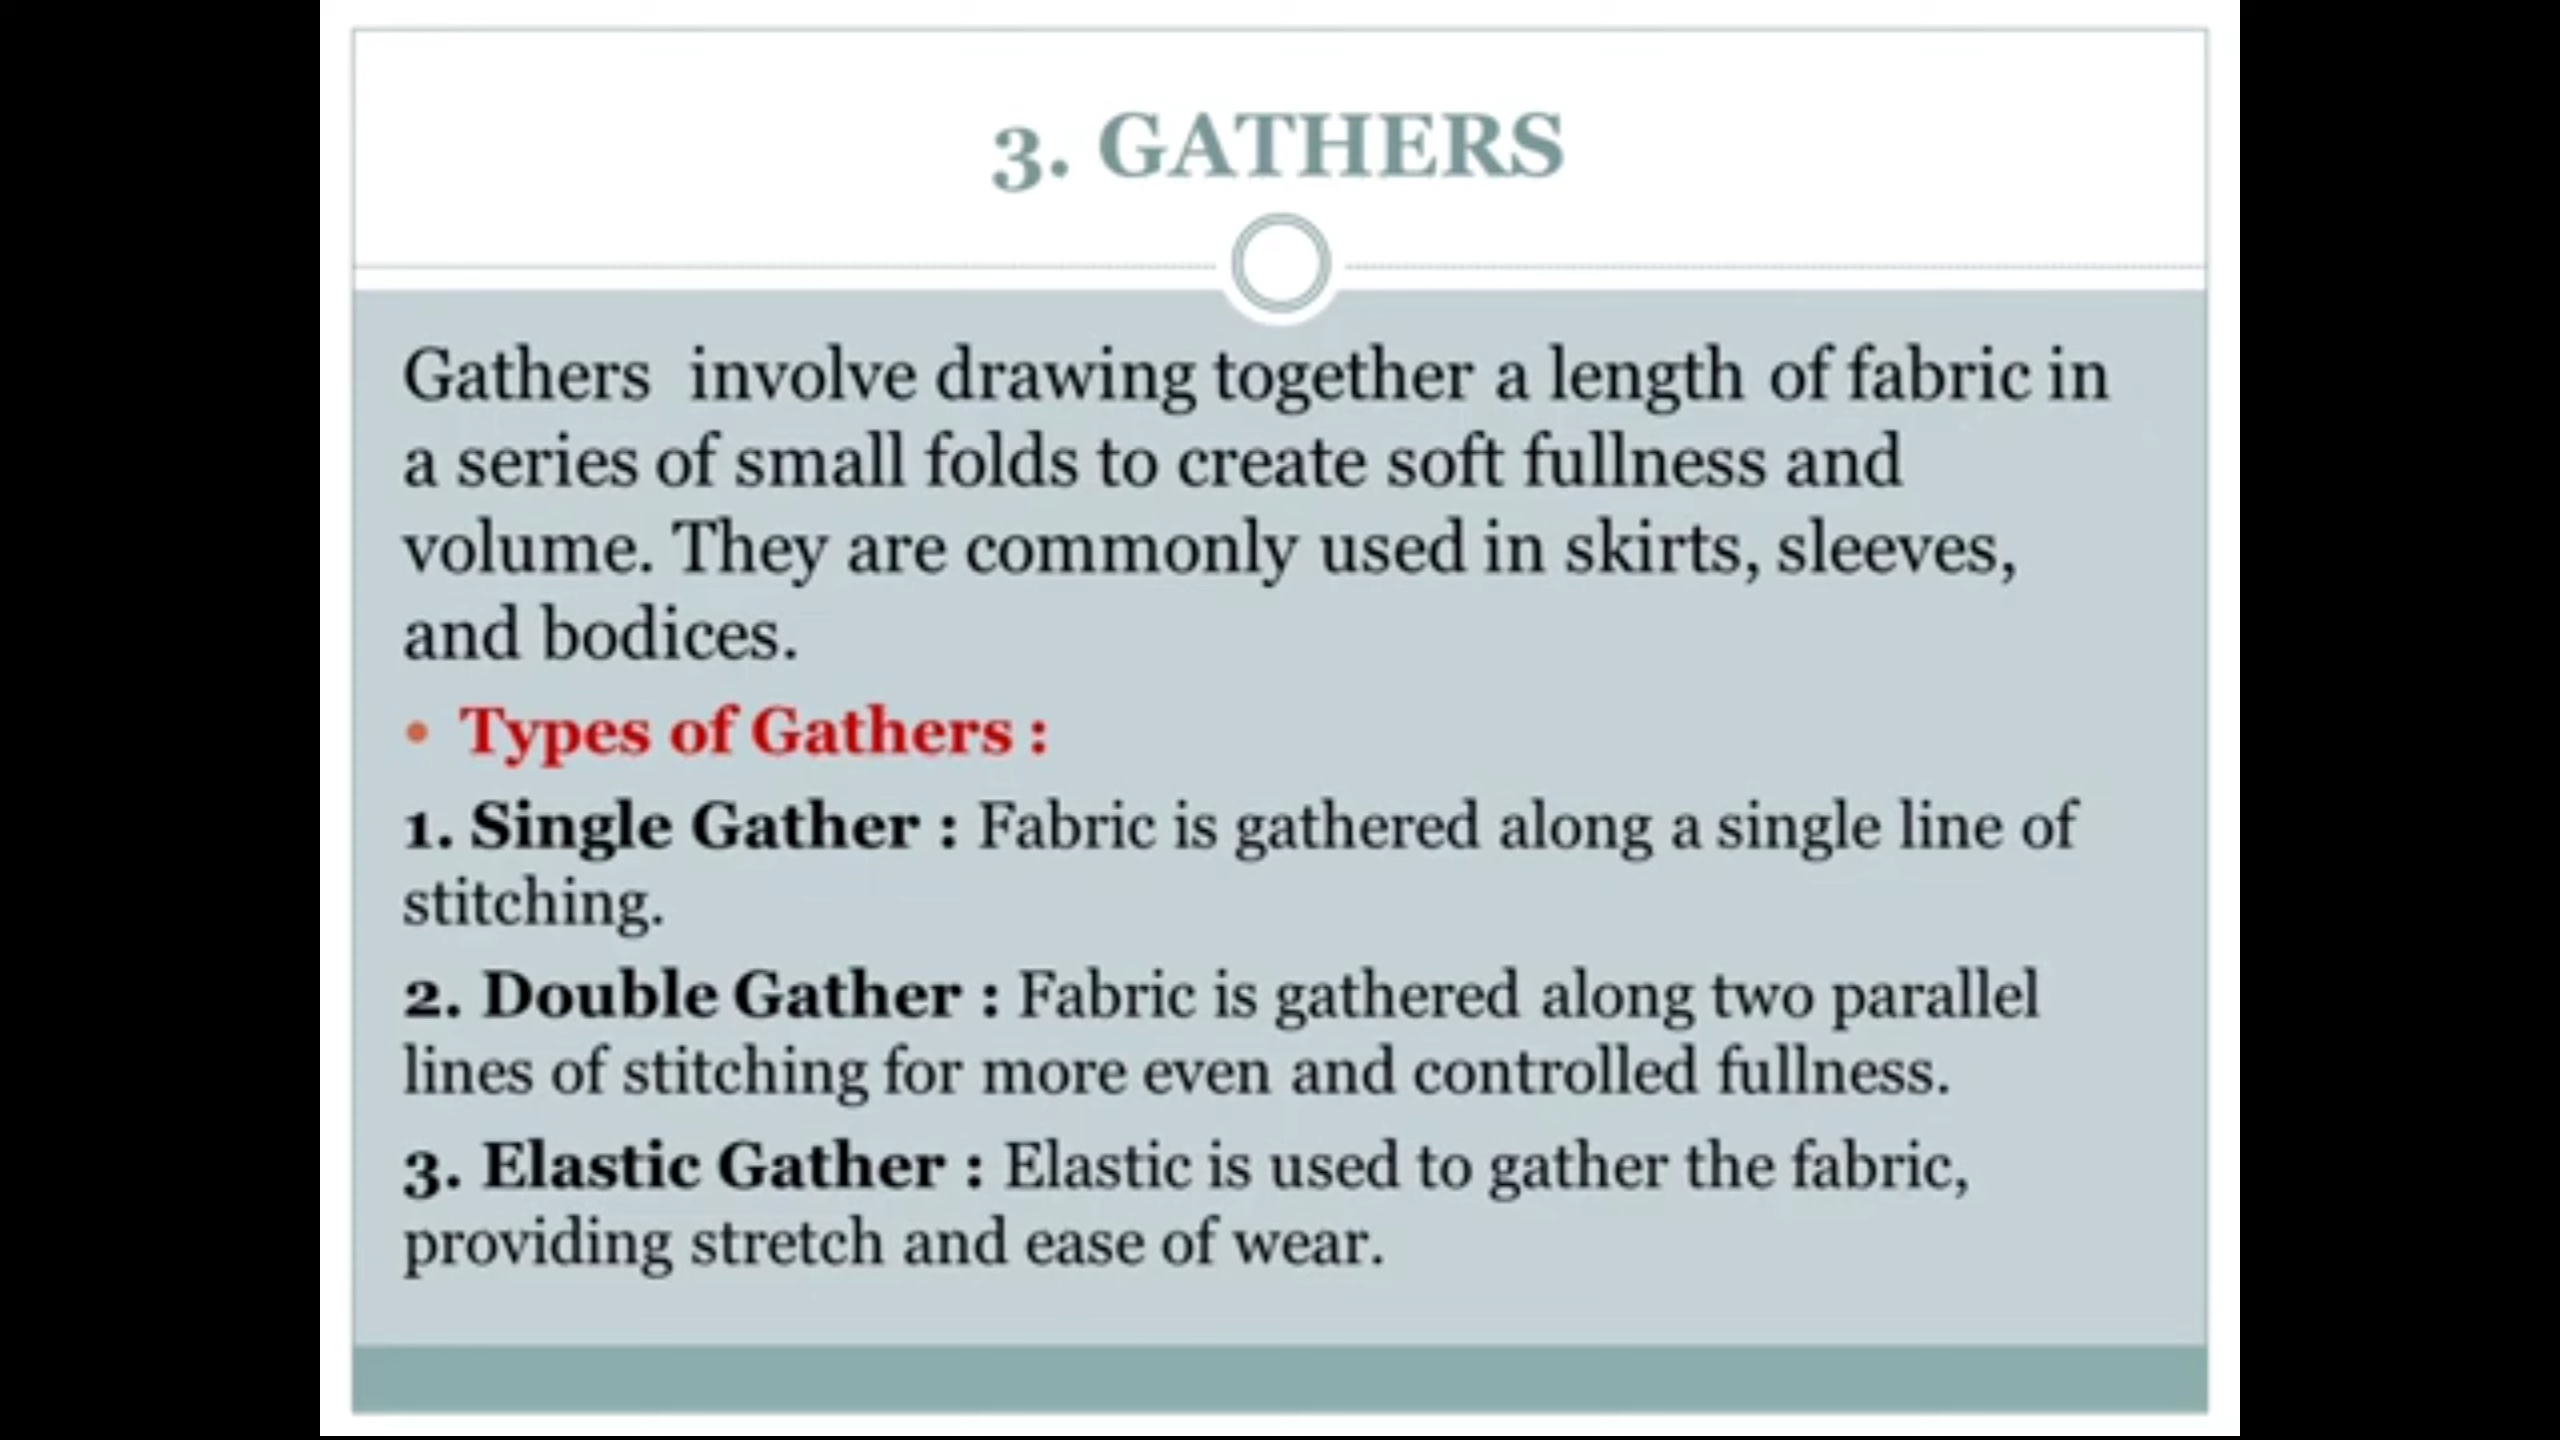 3. GATHERS
Gathers involve drawing together a length of fabric in
a series of small folds to create soft fullness and
volume. They are commonly used in skirts, sleeves,
and bodices.
• Types of Gathers :
1. Single Gather : Fabric is gathered along a single line of
stitching.
2. Double Gather : Fabric is gathered along two parallel
lines of stitching for more even and controlled fullness.
3. Elastic Gather : Elastic is used to gather the fabric,
providing stretch and ease of wear.